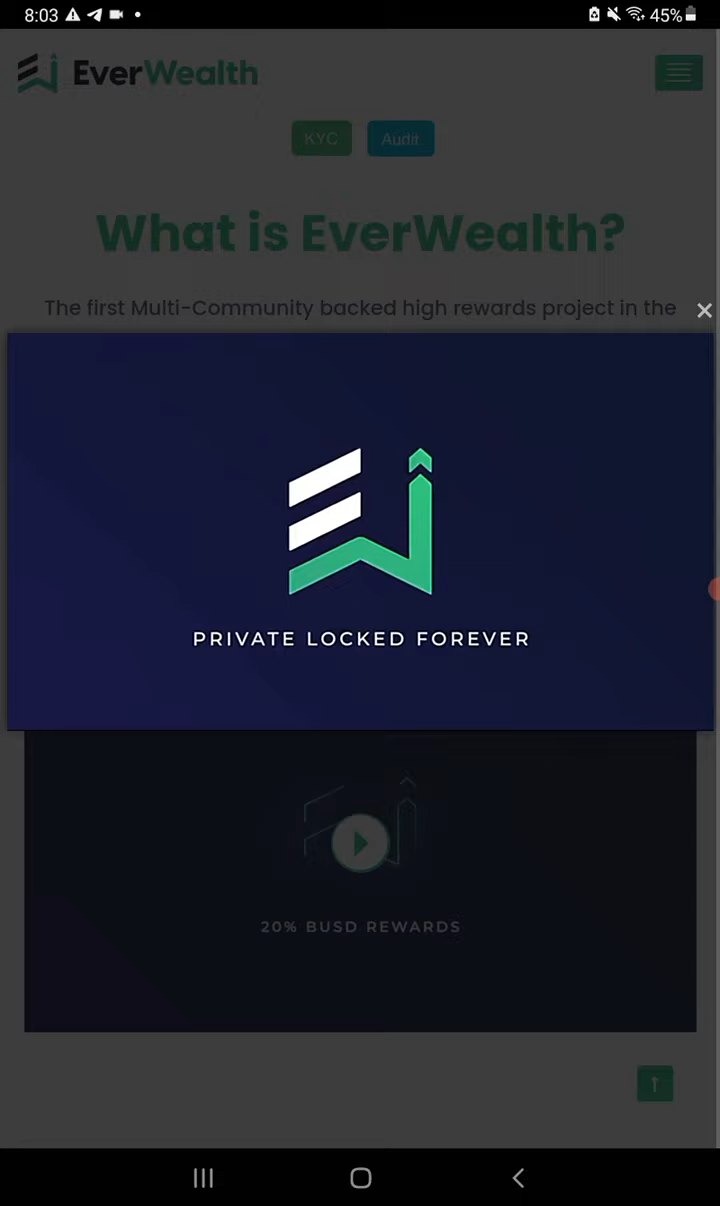 8:03
45%
EverWealth
KYC
Audit
What is EverWealth?
The first Multi-Community backed high rewards project in the
PRIVATE LOCKED FOREVER
20% BUSD REWARDS